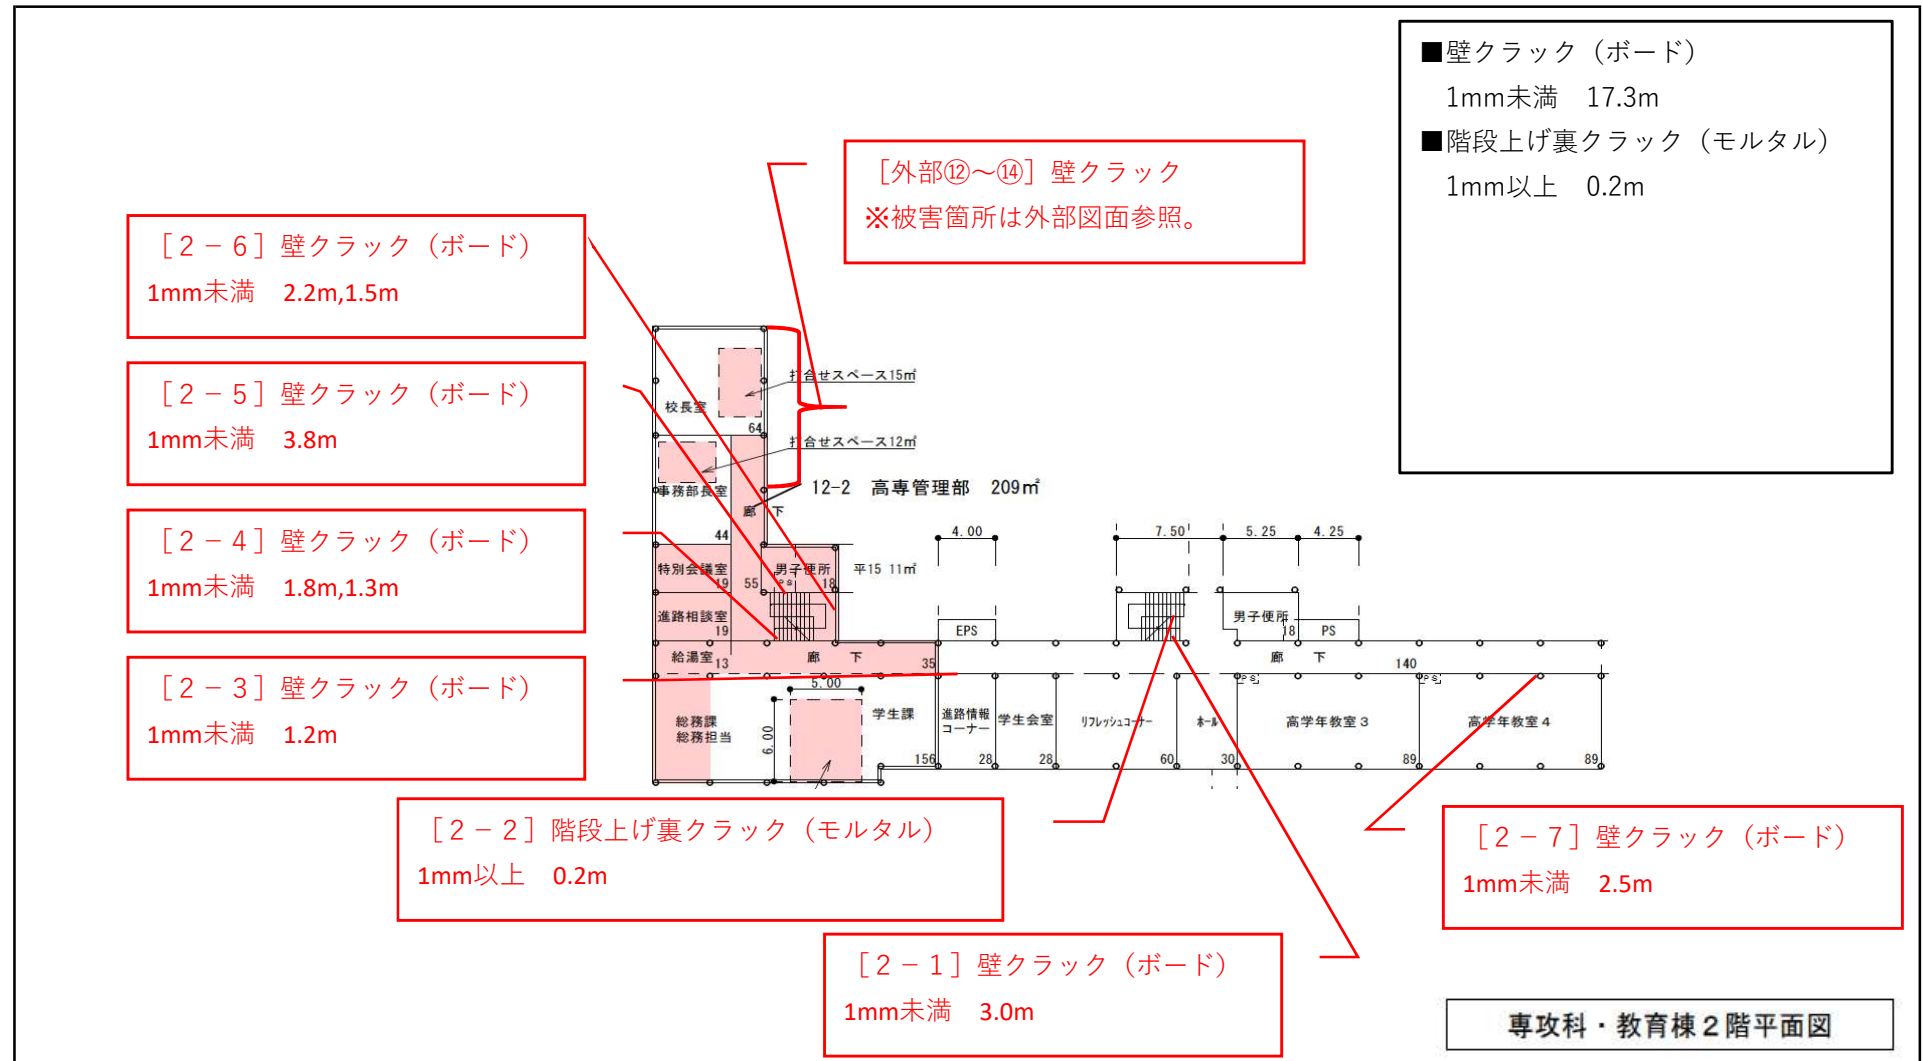 ■壁クラック（ボード）
1mm未満　17.3m
■階段上げ裏クラック（モルタル）
1mm以上　0.2m
［外部⑫～⑭］壁クラック
※被害箇所は外部図面参照。
［２－６］壁クラック（ボード）
1mm未満　2.2m,1.5m
［２－５］壁クラック（ボード）
1mm未満　3.8m
［２－４］壁クラック（ボード）
1mm未満　1.8m,1.3m
［２－３］壁クラック（ボード）
1mm未満　1.2m
［２－２］階段上げ裏クラック（モルタル）
1mm以上　0.2m
［２－１］壁クラック（ボード）
1mm未満　3.0m
［２－７］壁クラック（ボード）
1mm未満　2.5m
打合せスペース15㎡
校長室
64
打合せスペース12㎡
事務部長室
12-2　高専管理部　209㎡
廊　下
44
特別会議室
19
55
男子便所
PS
18
平15 11㎡
進路相談室
19
給湯室
13
廊　下
35
5.00
6.00
総務課
総務担当
学生課
156
4.00
EPS
進路情報
コーナー
28
学生会室
28
リフレッシュコーナー
60
ホール
30
7.50
5.25
4.25
男子便所
18
PS
廊　下
140
PS
PS
高学年教室３
89
高学年教室４
89
専攻科・教育棟２階平面図